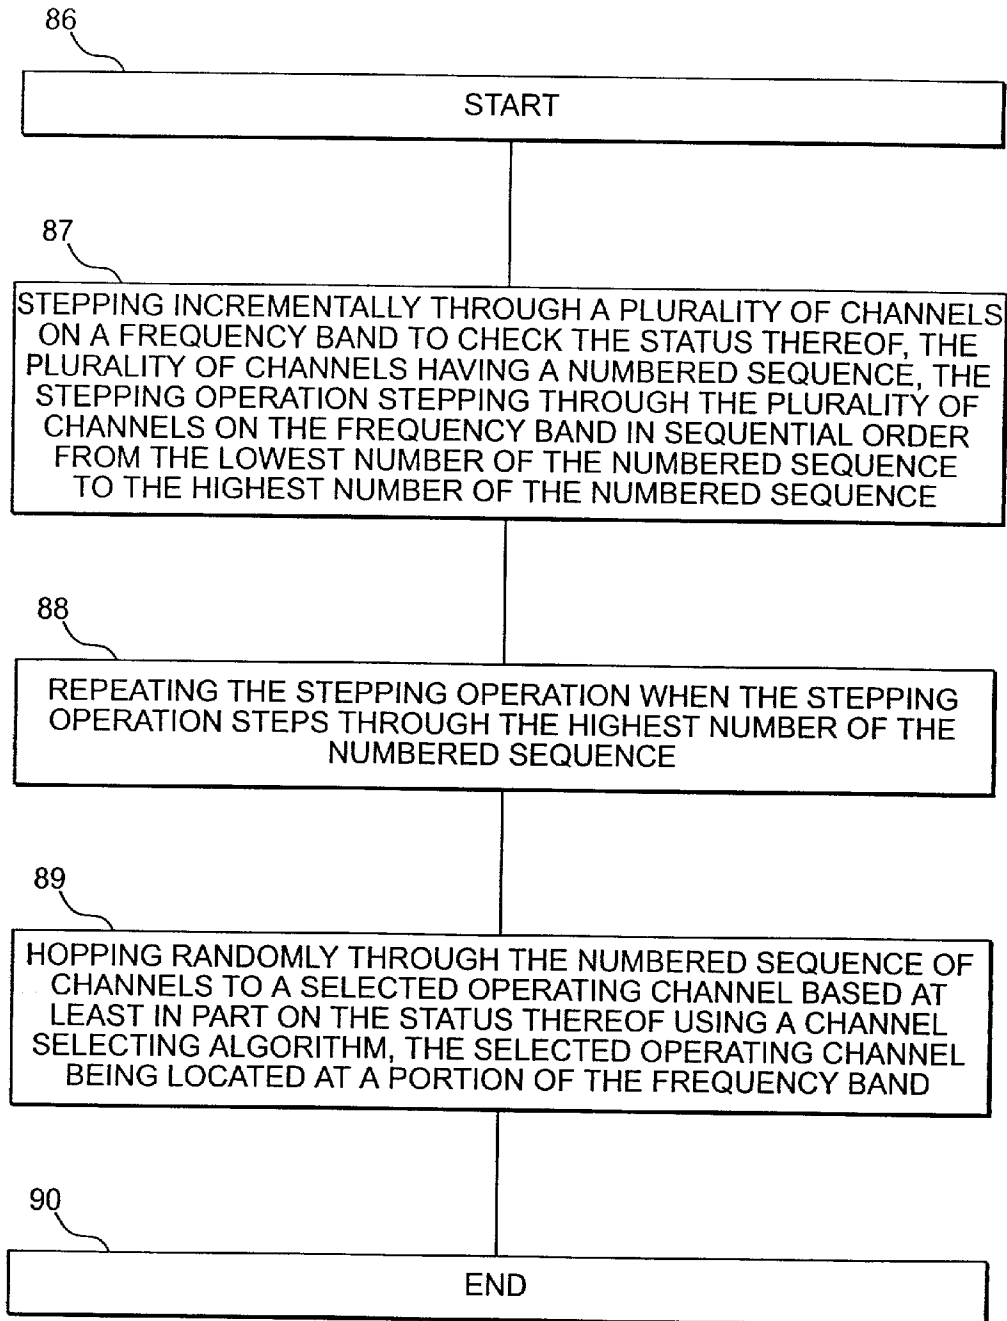 86
START
87
STEPPING INCREMENTALLY THROUGH A PLURALITY OF CHANNELS
ON A FREQUENCY BAND TO CHECK THE STATUS THEREOF, THE
PLURALITY OF CHANNELS HAVING A NUMBERED SEQUENCE, THE
STEPPING OPERATION STEPPING THROUGH THE PLURALITY OF
CHANNELS ON THE FREQUENCY BAND IN SEQUENTIAL ORDER
FROM THE LOWEST NUMBER OF THE NUMBERED SEQUENCE
TO THE HIGHEST NUMBER OF THE NUMBERED SEQUENCE
88
REPEATING THE STEPPING OPERATION WHEN THE STEPPING
OPERATION STEPS THROUGH THE HIGHEST NUMBER OF THE
NUMBERED SEQUENCE
89
HOPPING RANDOMLY THROUGH THE NUMBERED SEQUENCE OF
CHANNELS TO A SELECTED OPERATING CHANNEL BASED AT
LEAST IN PART ON THE STATUS THEREOF USING A CHANNEL
SELECTING ALGORITHM, THE SELECTED OPERATING CHANNEL
BEING LOCATED AT A PORTION OF THE FREQUENCY BAND
90
END